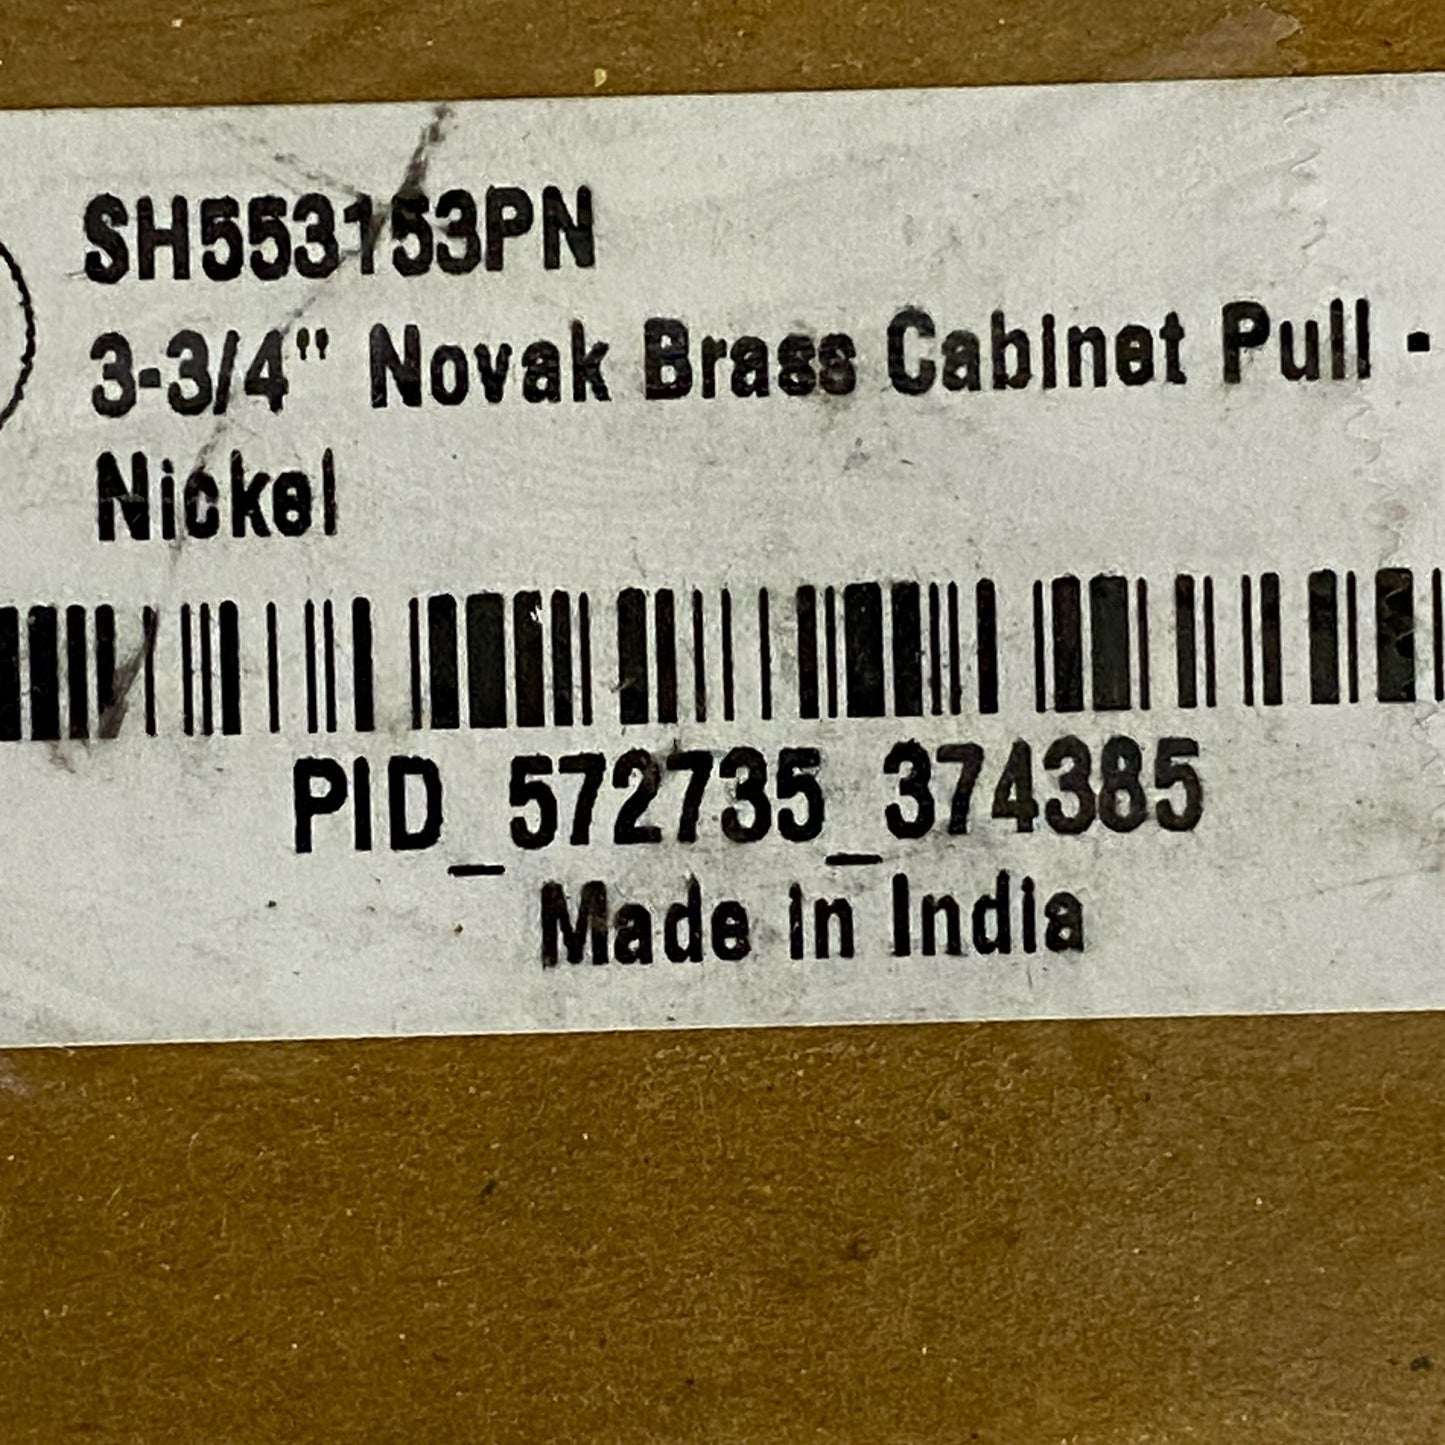 SH553153PN
3-3/4" Novak Brass Cabinet Pull -
Nickel
PID_572735_374385
Made in India